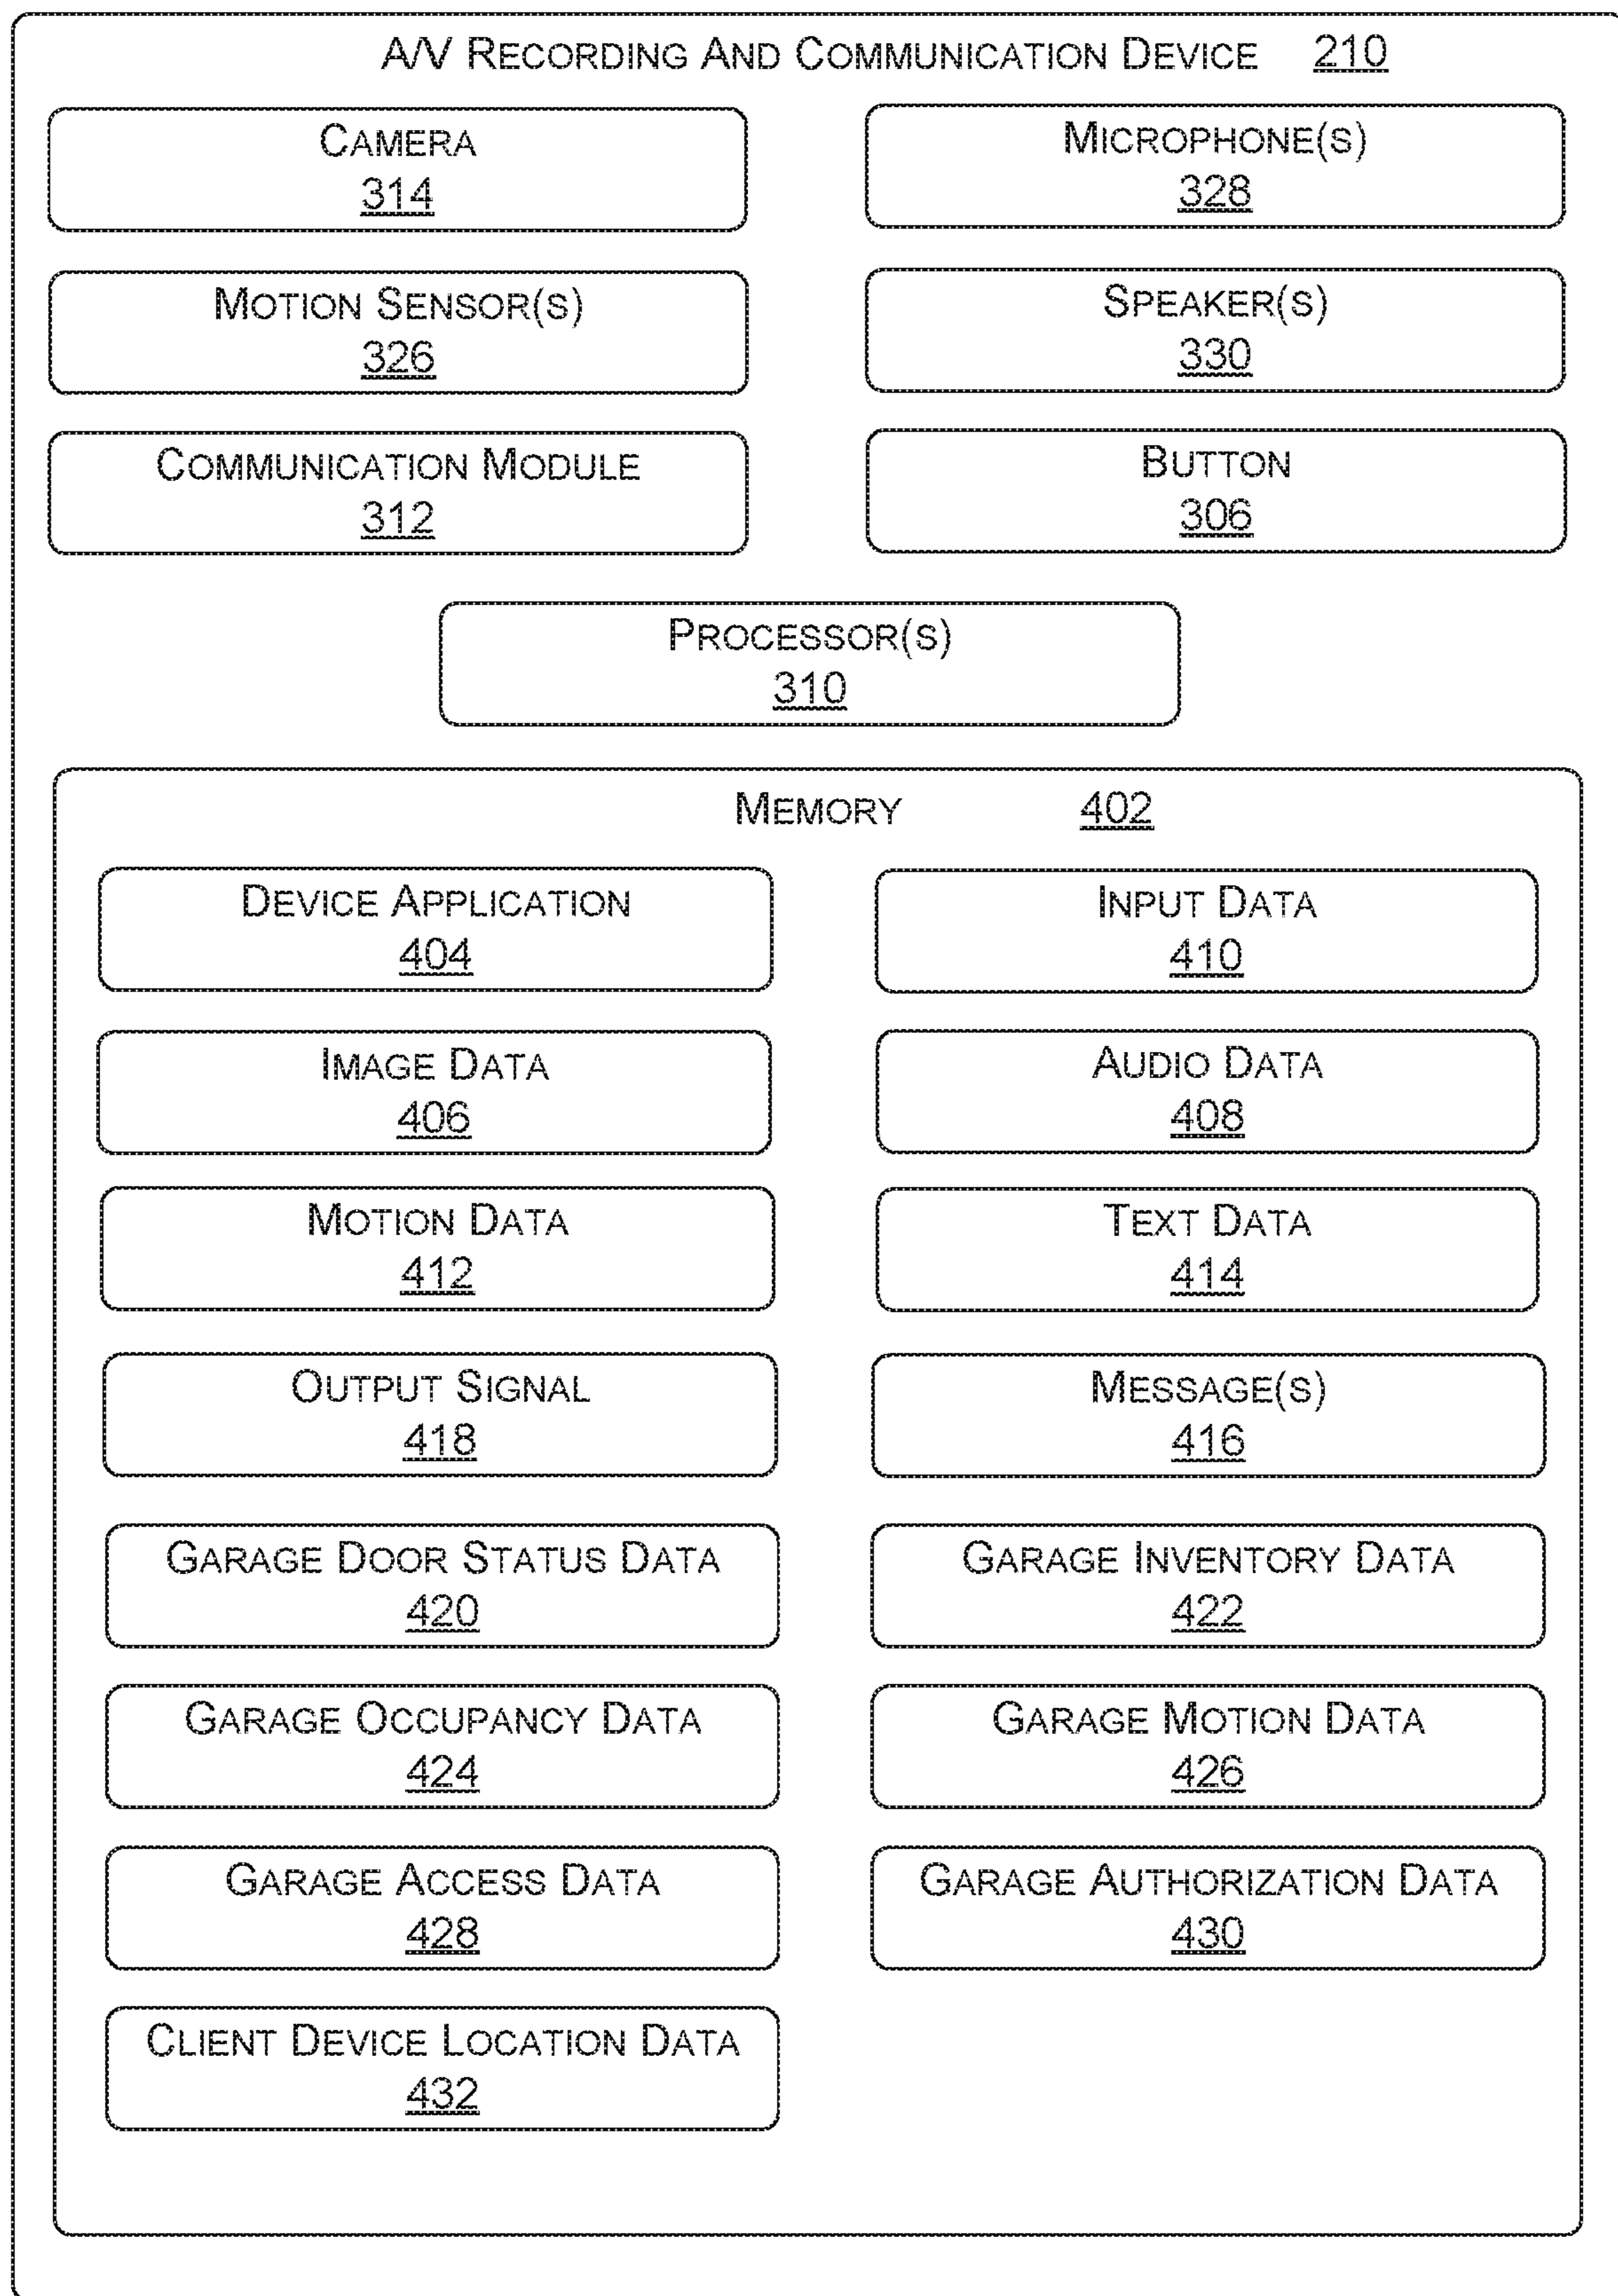 A/V RECORDING AND COMMUNICATION DEVICE 210
CAMERA
314
MICROPHONE(S)
328
MOTION SENSOR(S)
326
SPEAKER(S)
330
COMMUNICATION MODULE
312
BUTTON
306
PROCESSOR(S)
310
MEMORY 402
DEVICE APPLICATION
404
INPUT DATA
410
IMAGE DATA
406
AUDIO DATA
408
MOTION DATA
412
TEXT DATA
414
OUTPUT SIGNAL
418
MESSAGE(S)
416
GARAGE DOOR STATUS DATA
420
GARAGE INVENTORY DATA
422
GARAGE OCCUPANCY DATA
424
GARAGE MOTION DATA
426
GARAGE ACCESS DATA
428
GARAGE AUTHORIZATION DATA
430
CLIENT DEVICE LOCATION DATA
432